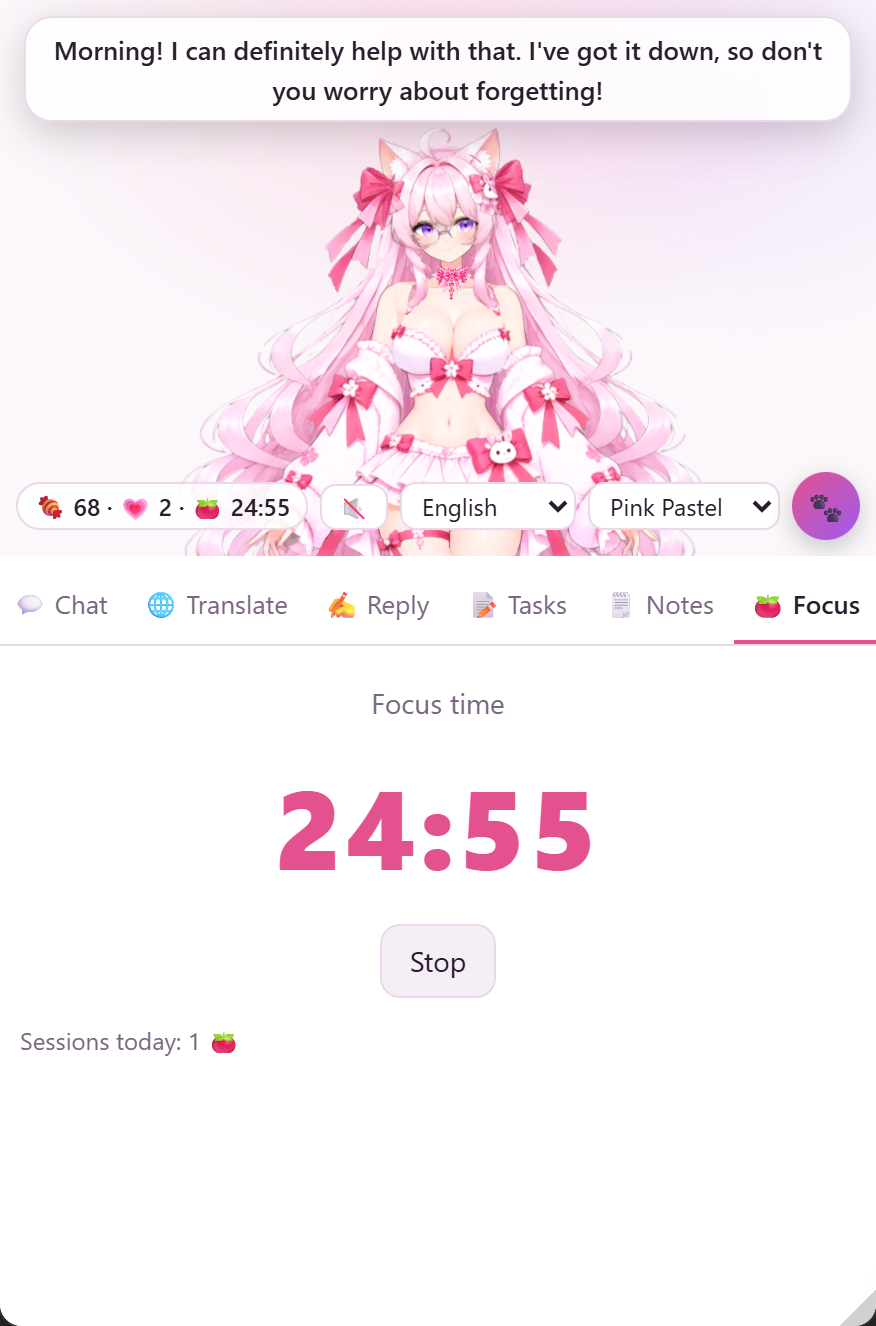 Morning! I can definitely help with that. I've got it down, so don't
you worry about forgetting!
68 · 2 · 24:55
English
Pink Pastel
Chat
Translate
Reply
Tasks
Notes
Focus
Focus time
24:55
Stop
Sessions today: 1